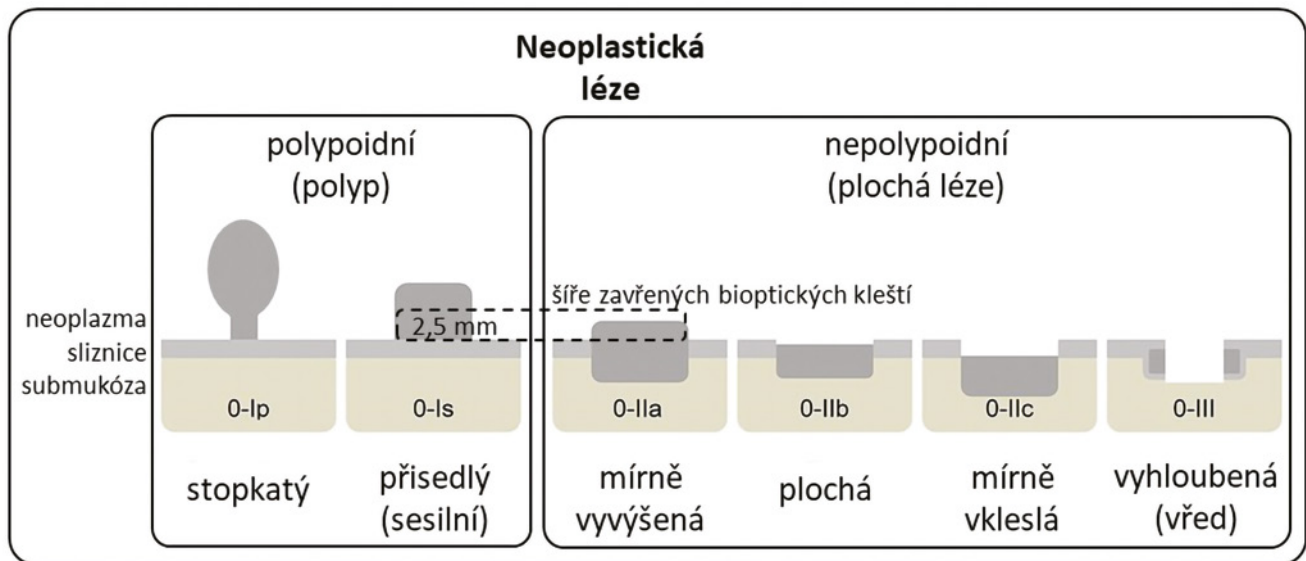 Neoplastická
léze
polypoidní
(polyp)
nepolypoidní
(plochá léze)
šíře zavřených bioptických kleští
2,5 mm
neoplazma
sliznice
submukóza
0-Ip
0-Is
0-IIa
0-IIb
0-IIc
0-III
stopkatý
přisedlý
(sesilní)
mírně
vyvýšená
plochá
mírně
vkleslá
vyhloubená
(vřed)